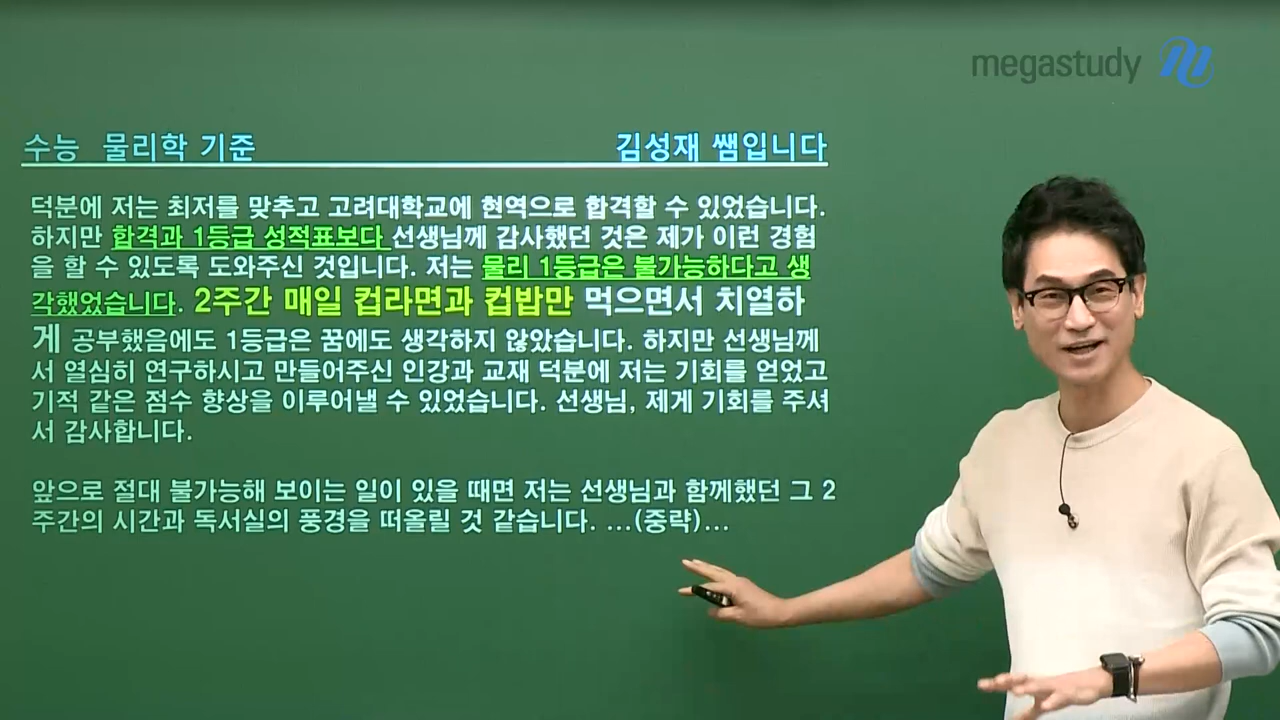 megastudy
수능 물리학 기준 김성재 쌤입니다
덕분에 저는 최저를 맞추고 고려대학교에 현역으로 합격할 수 있었습니다.
하지만 합격과 1등급 성적표보다 선생님께 감사했던 것은 제가 이런 경험
을 할 수 있도록 도와주신 것입니다. 저는 물리 1등급은 불가능하다고 생
각했었습니다. 2주간 매일 컵라면과 컵밥만 먹으면서 치열하
게 공부했음에도 1등급은 꿈에도 생각하지 않았습니다. 하지만 선생님께
서 열심히 연구하시고 만들어주신 인강과 교재 덕분에 저는 기회를 얻었고
기적 같은 점수 향상을 이루어낼 수 있었습니다. 선생님, 제게 기회를 주셔
서 감사합니다.
앞으로 절대 불가능해 보이는 일이 있을 때면 저는 선생님과 함께했던 그 2
주간의 시간과 독서실의 풍경을 떠올릴 것 같습니다. ...(중략)...